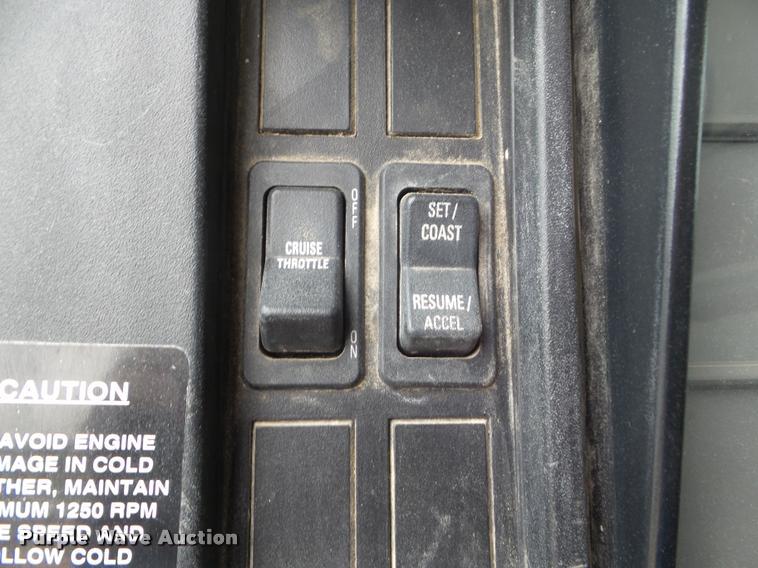 OFF
CRUISE
THROTTLE
ON
SET/
COAST
RESUME/
ACCEL
CAUTION
AVOID ENGINE
MAGE IN COLD
THER, MAINTAIN
MUM 1250 RPM
E SPEED AND
OLLOW COLD
Purple Wave Auction